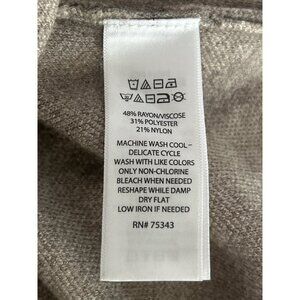 48% RAYON/VISCOSE
31% POLYESTER
21% NYLON
MACHINE WASH COOL -
DELICATE CYCLE
WASH WITH LIKE COLORS
ONLY NON-CHLORINE
BLEACH WHEN NEEDED
RESHAPE WHILE DAMP
DRY FLAT
LOW IRON IF NEEDED
RN# 75343